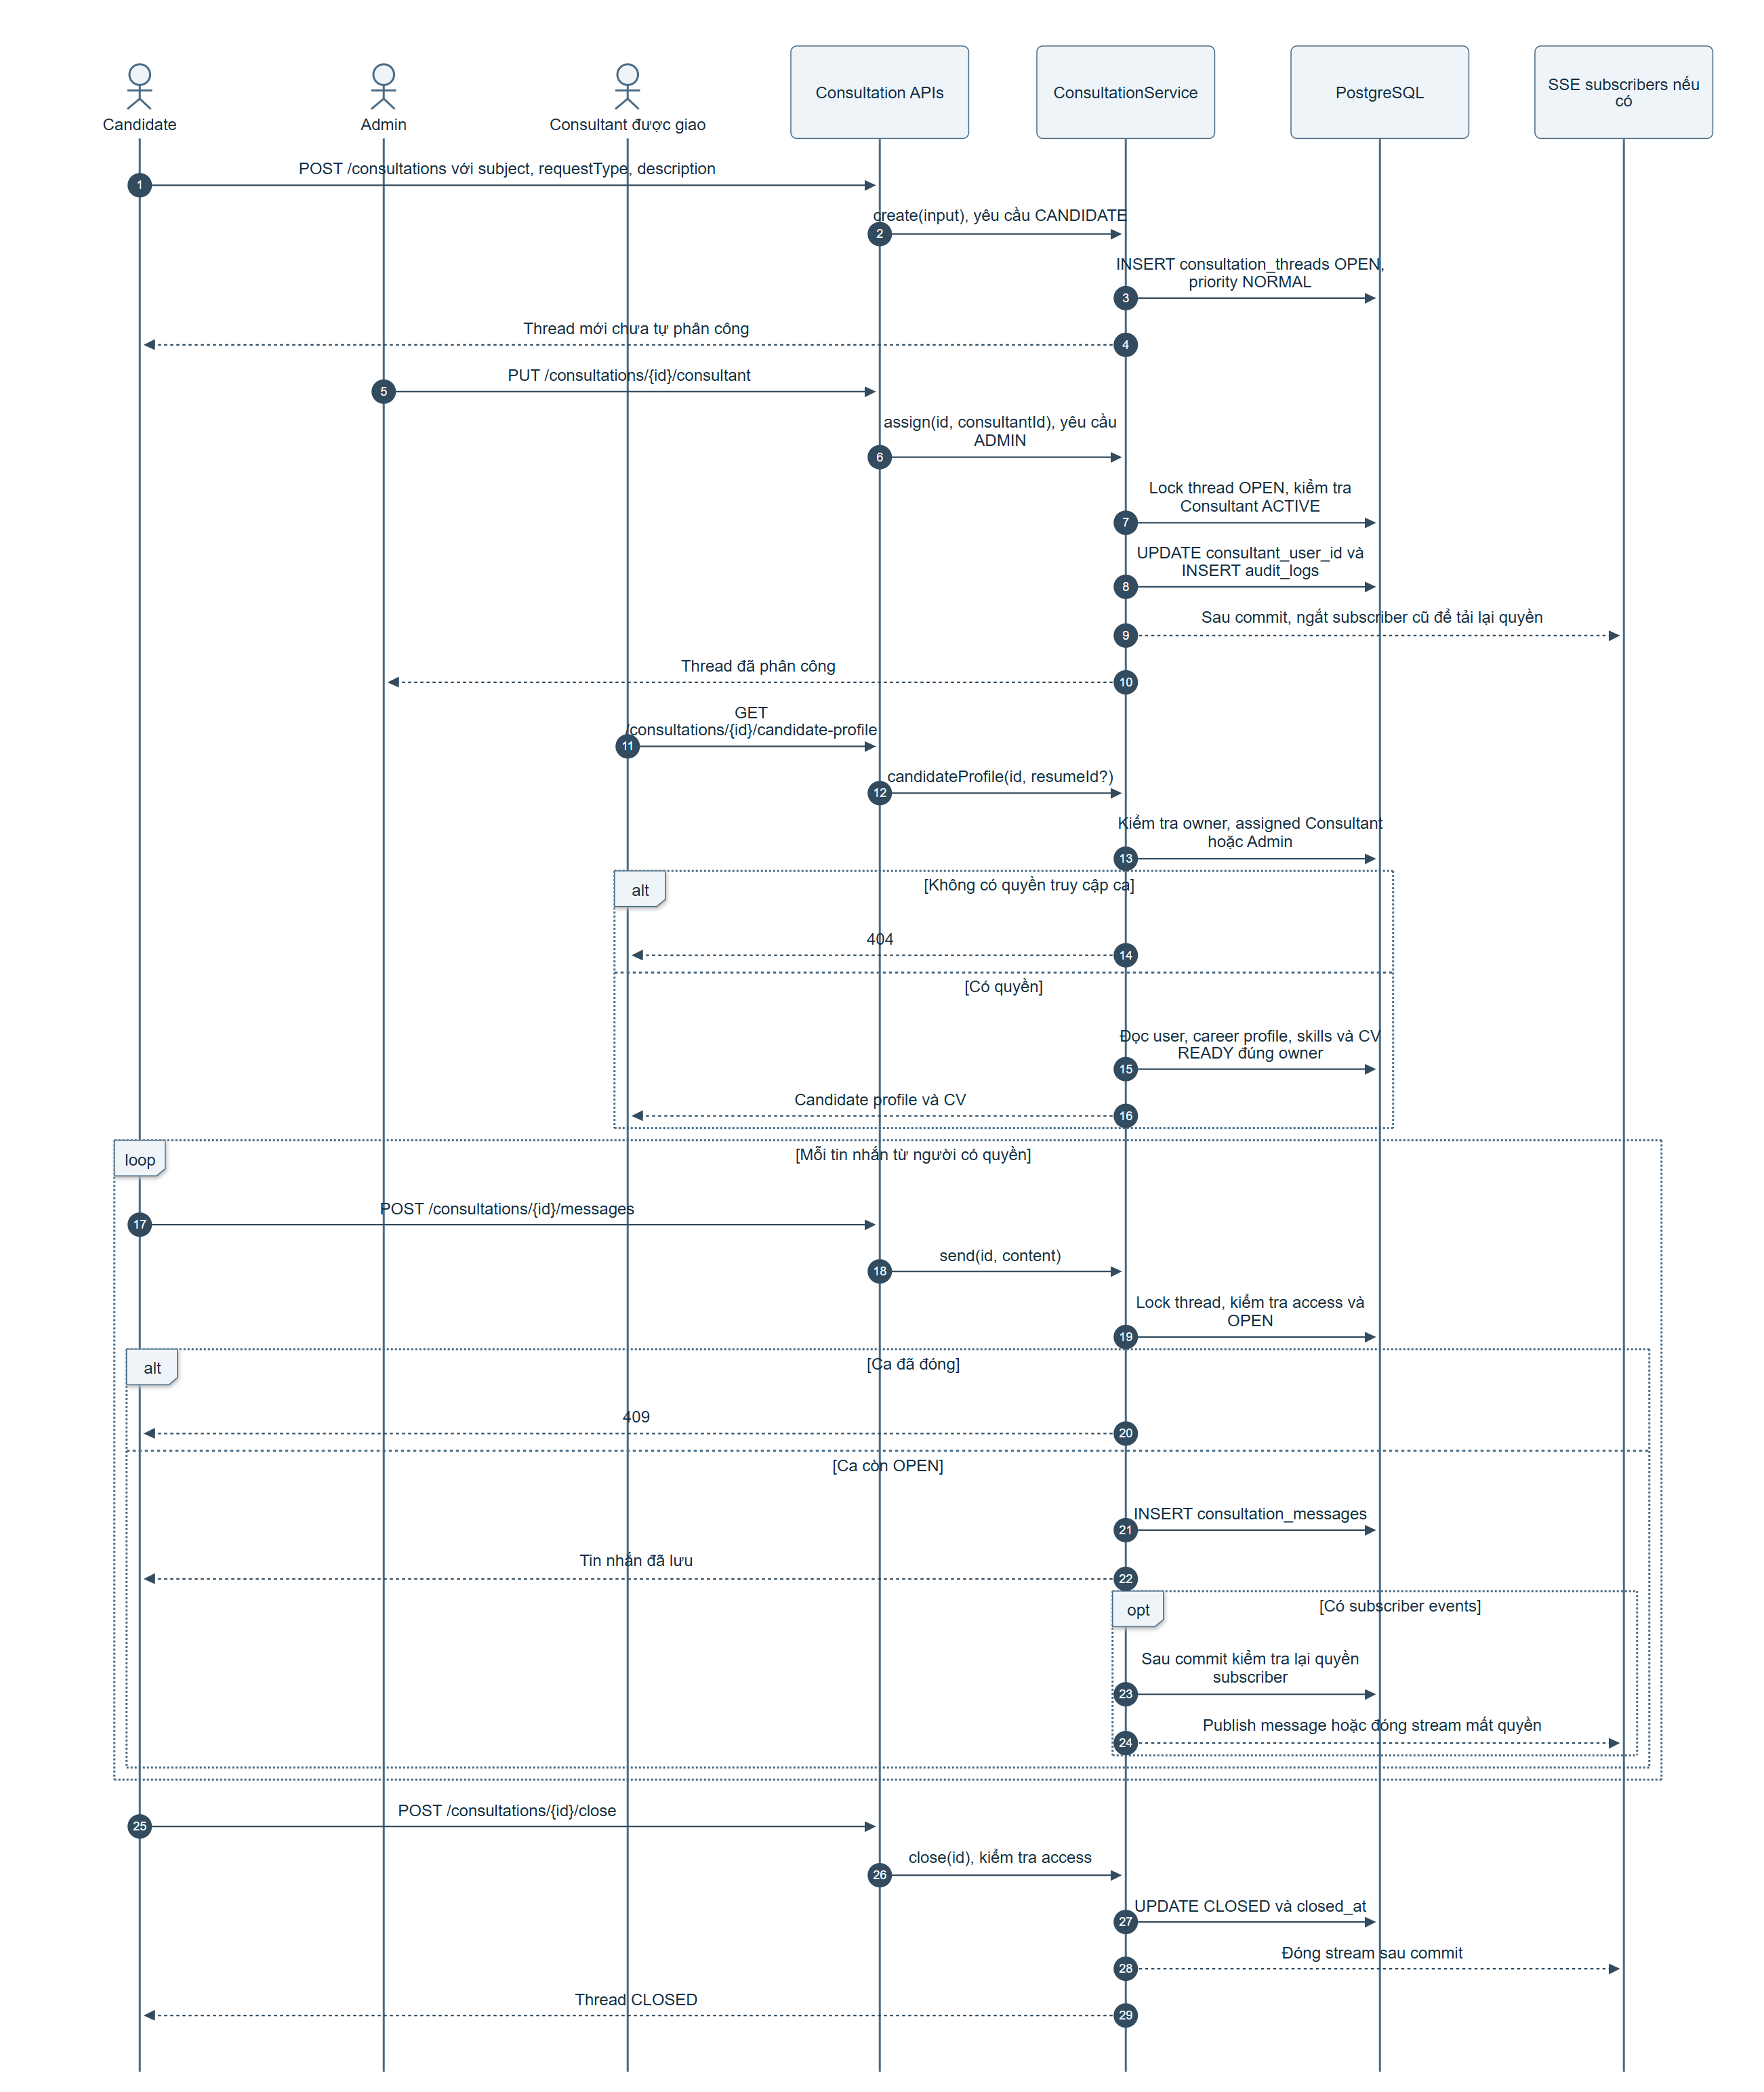 Candidate
Admin
Consultant được giao
Consultation APIs
ConsultationService
PostgreSQL
SSE subscribers nếu
có
POST /consultations với subject, requestType, description
1
create(input), yêu cầu CANDIDATE
2
INSERT consultation_threads OPEN,
priority NORMAL
3
Thread mới chưa tự phân công
4
PUT /consultations/{id}/consultant
5
assign(id, consultantId), yêu cầu
ADMIN
6
Lock thread OPEN, kiểm tra
Consultant ACTIVE
7
UPDATE consultant_user_id và
INSERT audit_logs
8
Sau commit, ngắt subscriber cũ để tải lại quyền
9
Thread đã phân công
10
GET
/consultations/{id}/candidate-profile
11
candidateProfile(id, resumeId?)
12
Kiểm tra owner, assigned Consultant
hoặc Admin
13
alt
[Không có quyền truy cập ca]
404
14
[Có quyền]
Đọc user, career profile, skills và CV
READY đúng owner
15
Candidate profile và CV
16
loop
[Mỗi tin nhắn từ người có quyền]
POST /consultations/{id}/messages
17
send(id, content)
18
Lock thread, kiểm tra access và
OPEN
19
alt
[Ca đã đóng]
409
20
[Ca còn OPEN]
INSERT consultation_messages
21
Tin nhắn đã lưu
22
opt
[Có subscriber events]
Sau commit kiểm tra lại quyền
subscriber
23
Publish message hoặc đóng stream mất quyền
24
POST /consultations/{id}/close
25
close(id), kiểm tra access
26
UPDATE CLOSED và closed_at
27
Đóng stream sau commit
28
Thread CLOSED
29